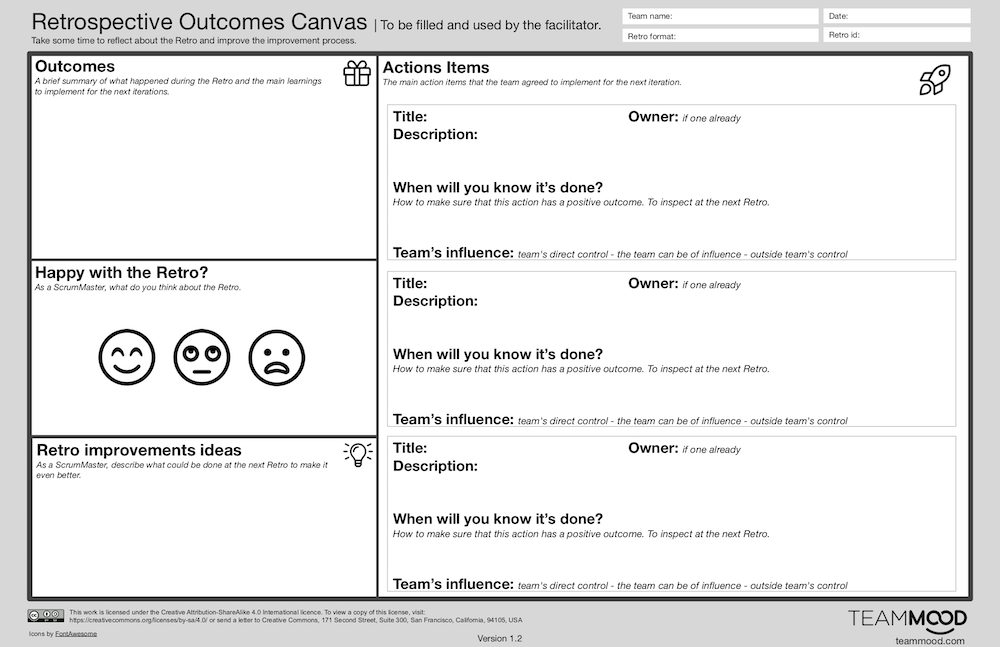 Retrospective Outcomes Canvas | To be filled and used by the facilitator.
Take some time to reflect about the Retro and improve the improvement process.
Team name:
Date:
Retro format:
Retro id:
Outcomes
A brief summary of what happened during the Retro and the main learnings
to implement for the next iterations.
Happy with the Retro?
As a ScrumMaster, what do you think about the Retro.
Retro improvements ideas
As a ScrumMaster, describe what could be done at the next Retro to make it
even better.
Actions Items
The main action items that the team agreed to implement for the next iteration.
Title:
Owner: if one already
Description:
When will you know it's done?
How to make sure that this action has a positive outcome. To inspect at the next Retro.
Team's influence: team's direct control - the team can be of influence - outside team's control
Title:
Owner: if one already
Description:
When will you know it's done?
How to make sure that this action has a positive outcome. To inspect at the next Retro.
Team's influence: team's direct control - the team can be of influence - outside team's control
Title:
Owner: if one already
Description:
When will you know it's done?
How to make sure that this action has a positive outcome. To inspect at the next Retro.
Team's influence: team's direct control - the team can be of influence - outside team's control
This work is licensed under the Creative Attribution-ShareAlike 4.0 International licence. To view a copy of this license, visit:
https://creativecommons.org/licenses/by-sa/4.0/ or send a letter to Creative Commons, 171 Second Street, Suite 300, San Francisco, California, 94105, USA
Icons by FontAwesome
Version 1.2
TEAMMOOD
teammood.com